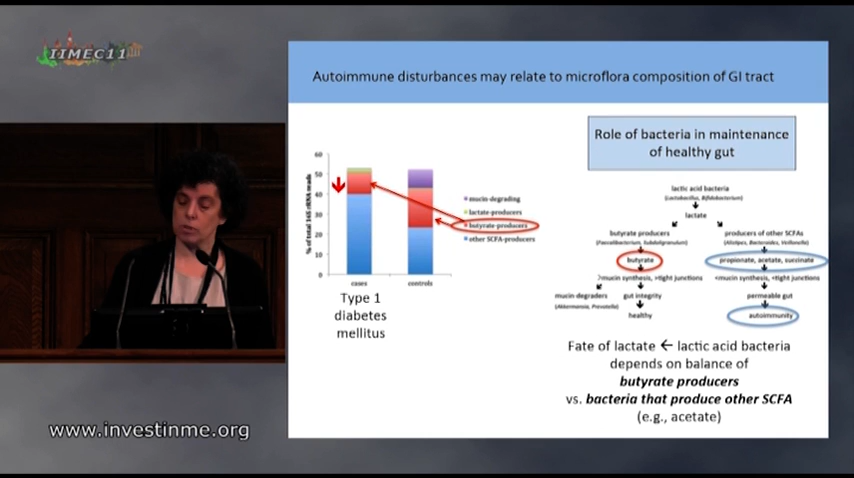 IIMEC11
Autoimmune disturbances may relate to microflora composition of GI tract
Role of bacteria in maintenance
of healthy gut
% of total 16S rRNA reads
60
50
40
30
20
10
0
cases
controls
mucin-degrading
lactate-producers
butyrate-producers
other SCFA-producers
Type 1
diabetes
mellitus
lactic acid bacteria
(Lactobacillus, Bifidobacterium)
lactate
butyrate producers
(Faecalibacterium, Subdoligranulum)
producers of other SCFAs
(Alistipes, Bacteroides, Veillonella)
butyrate
propionate, acetate, succinate
?mucin synthesis, >tight junctions
<mucin synthesis, <tight junctions
mucin degraders
(Akkermansia, Prevotella)
gut integrity
permeable gut
healthy
autoimmunity
Fate of lactate ← lactic acid bacteria
depends on balance of
butyrate producers
vs. bacteria that produce other SCFA
(e.g., acetate)
www.investinme.org